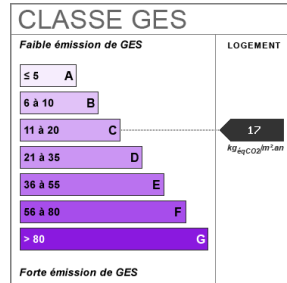 CLASSE GES
Faible émission de GES
LOGEMENT
≤ 5 A
6 à 10 B
11 à 20 C
17
kgéqCO2/m².an
21 à 35 D
36 à 55 E
56 à 80 F
> 80 G
Forte émission de GES